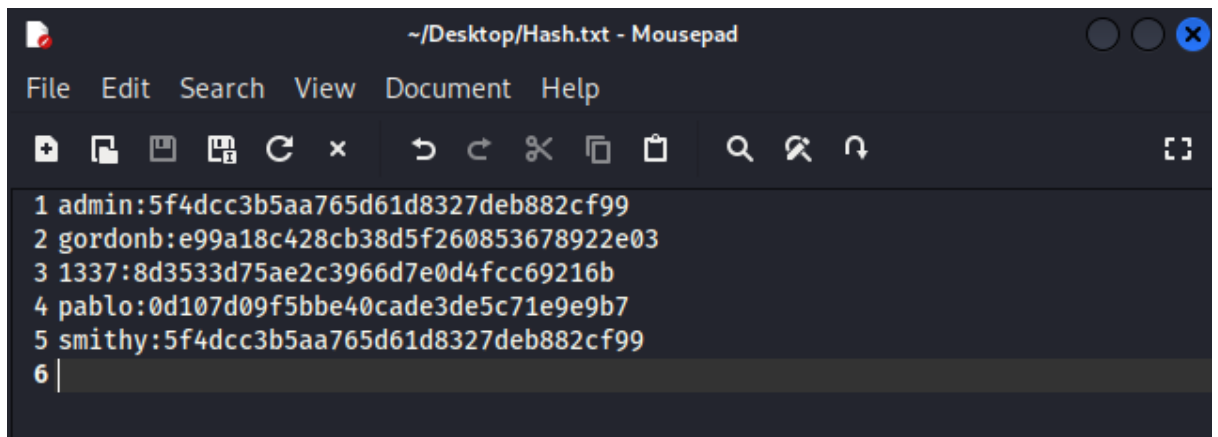 ~/Desktop/Hash.txt - Mousepad
File Edit Search View Document Help
1 admin:5f4dcc3b5aa765d61d8327deb882cf99
2 gordonb:e99a18c428cb38d5f260853678922e03
3 1337:8d3533d75ae2c3966d7e0d4fcc69216b
4 pablo:0d107d09f5bbe40cade3de5c71e9e9b7
5 smithy:5f4dcc3b5aa765d61d8327deb882cf99
6